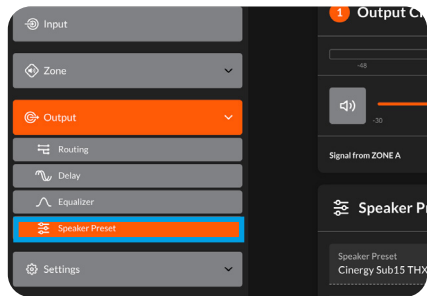 Input
Zone
Output
Routing
Delay
Equalizer
Speaker Preset
Settings
1 Output
-48
-30
Signal from ZONE A
Speaker
Speaker Preset
Cinergy Sub15 THX